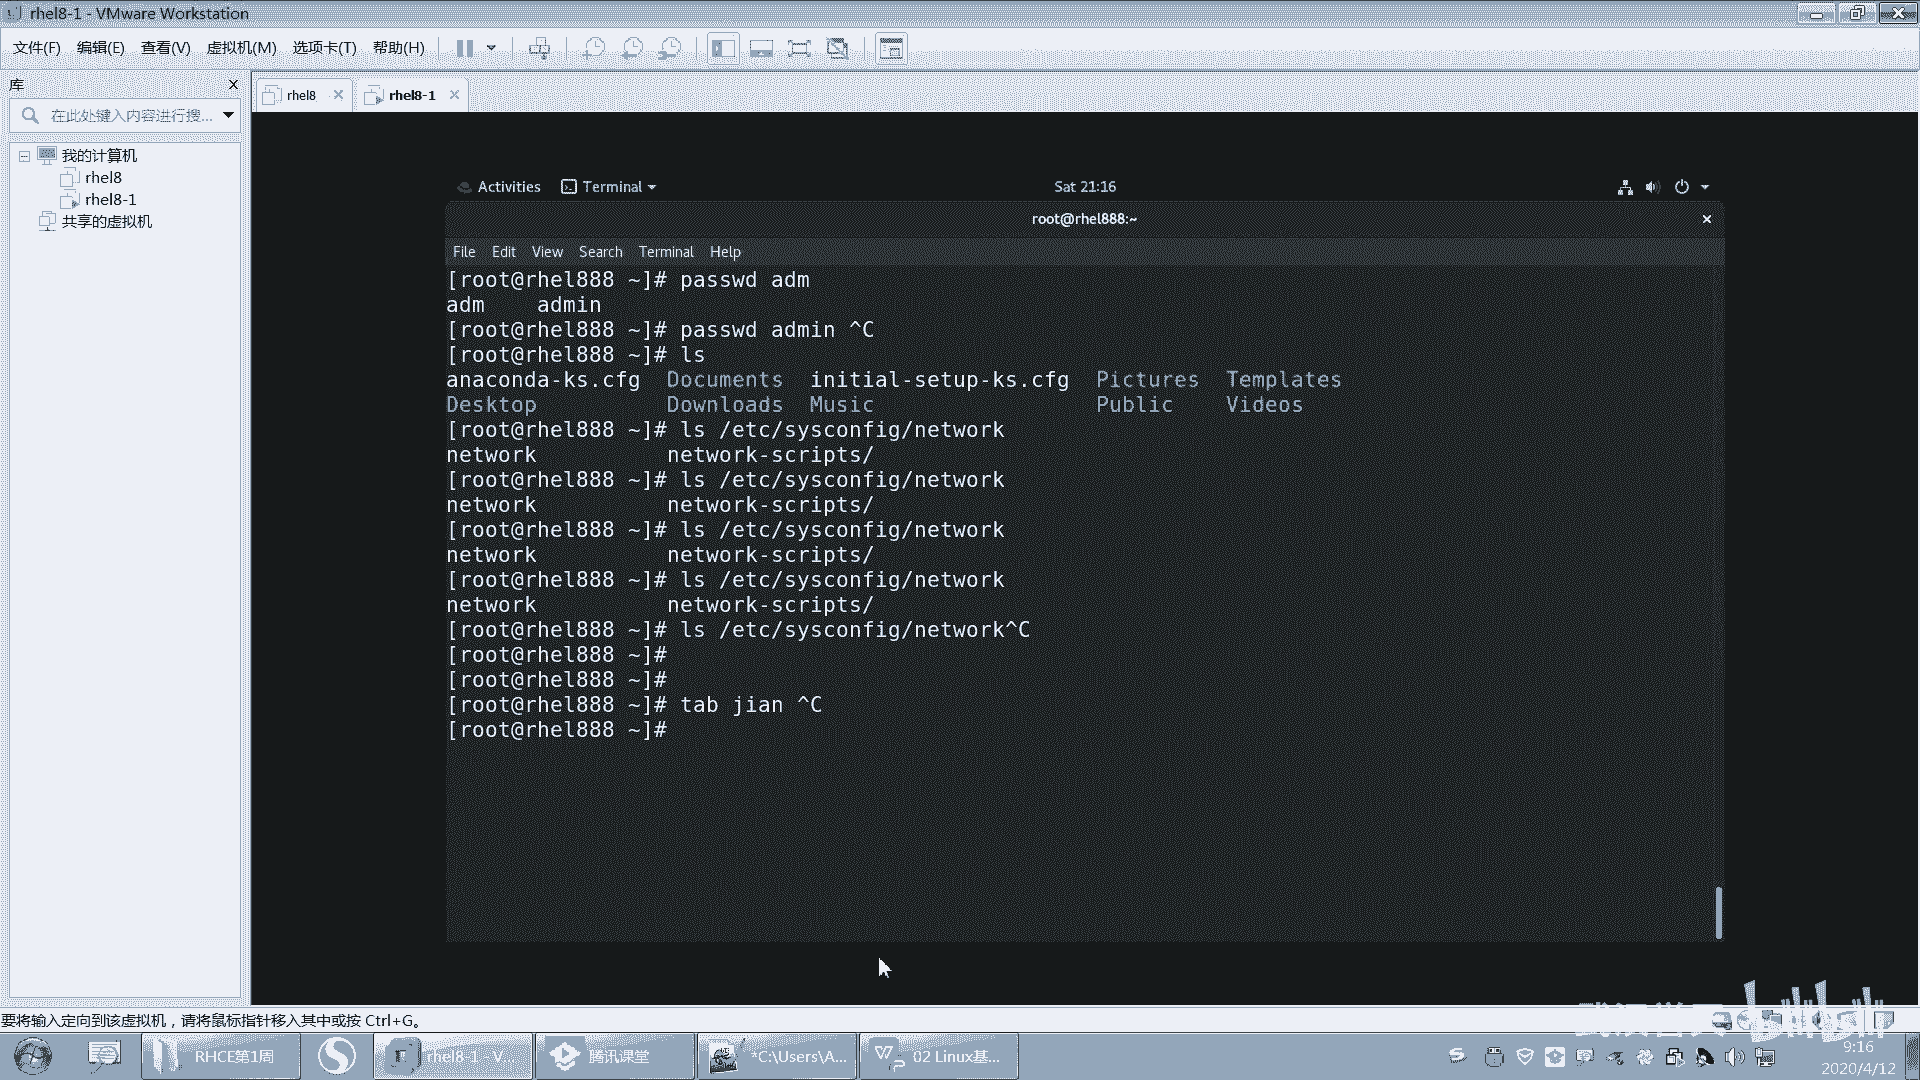 rhel8-1 - VMware Workstation
文件(F) 编辑(E) 查看(V) 虚拟机(M) 选项卡(T) 帮助(H)
库
rhel8 rhel8-1
在此处键入内容进行搜...
我的计算机
rhel8
rhel8-1
共享的虚拟机
Activities Terminal Sat 21:16
root@rhel888:~
File Edit View Search Terminal Help
[root@rhel888 ~]# passwd adm
adm admin
[root@rhel888 ~]# passwd admin ^C
[root@rhel888 ~]# ls
anaconda-ks.cfg Documents initial-setup-ks.cfg Pictures Templates
Desktop Downloads Music Public Videos
[root@rhel888 ~]# ls /etc/sysconfig/network
network network-scripts/
[root@rhel888 ~]# ls /etc/sysconfig/network
network network-scripts/
[root@rhel888 ~]# ls /etc/sysconfig/network
network network-scripts/
[root@rhel888 ~]# ls /etc/sysconfig/network
network network-scripts/
[root@rhel888 ~]# ls /etc/sysconfig/network^C
[root@rhel888 ~]#
[root@rhel888 ~]#
[root@rhel888 ~]# tab jian ^C
[root@rhel888 ~]#
要将输入定向到该虚拟机，请将鼠标指针移入其中或按 Ctrl+G。
bilibili
RHCE第1周 rhel8-1 - V... 腾讯课堂 *C:\Users\A... 02 Linux基...
9:16
2020/4/12